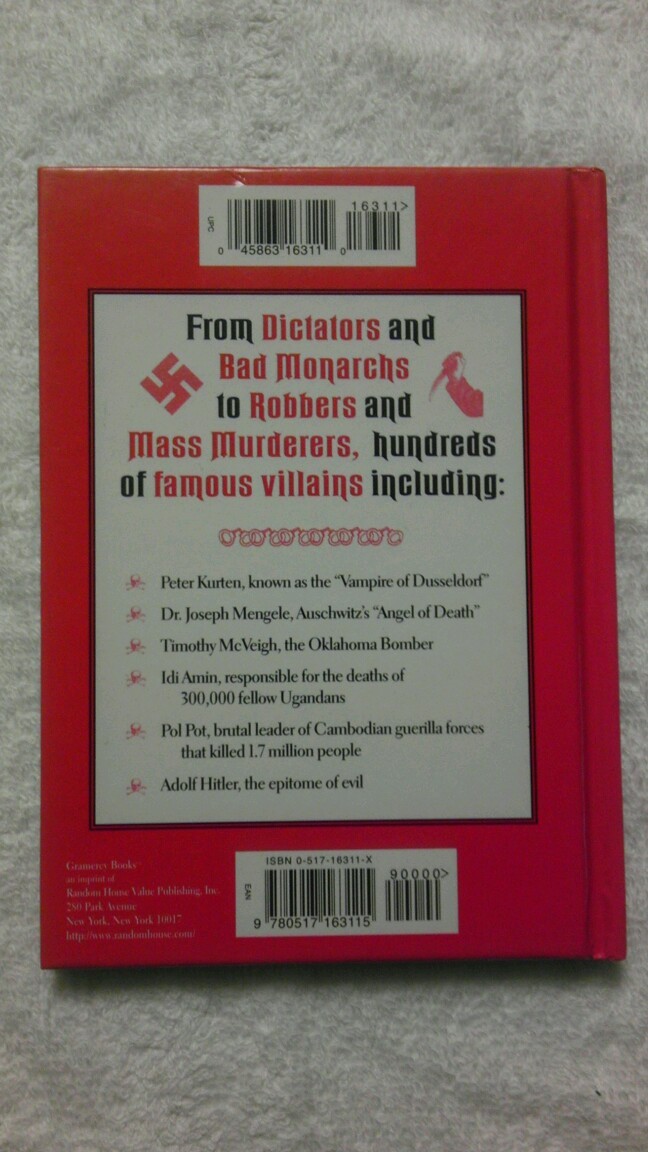 UPC
16311>
0 45863 16311 0
From Dictators and
Bad Monarchs
to Robbers and
Mass Murderers, hundreds
of famous villains including:
Peter Kurten, known as the “Vampire of Dusseldorf”
Dr. Joseph Mengele, Auschwitz’s “Angel of Death”
Timothy McVeigh, the Oklahoma Bomber
Idi Amin, responsible for the deaths of
300,000 fellow Ugandans
Pol Pot, brutal leader of Cambodian guerilla forces
that killed 1.7 million people
Adolf Hitler, the epitome of evil
Gramercy Books
an imprint of
Random House Value Publishing, Inc.
280 Park Avenue
New York, New York 10017
http://www.randomhouse.com/
ISBN 0-517-16311-X
90000>
EAN
9 780517 163115